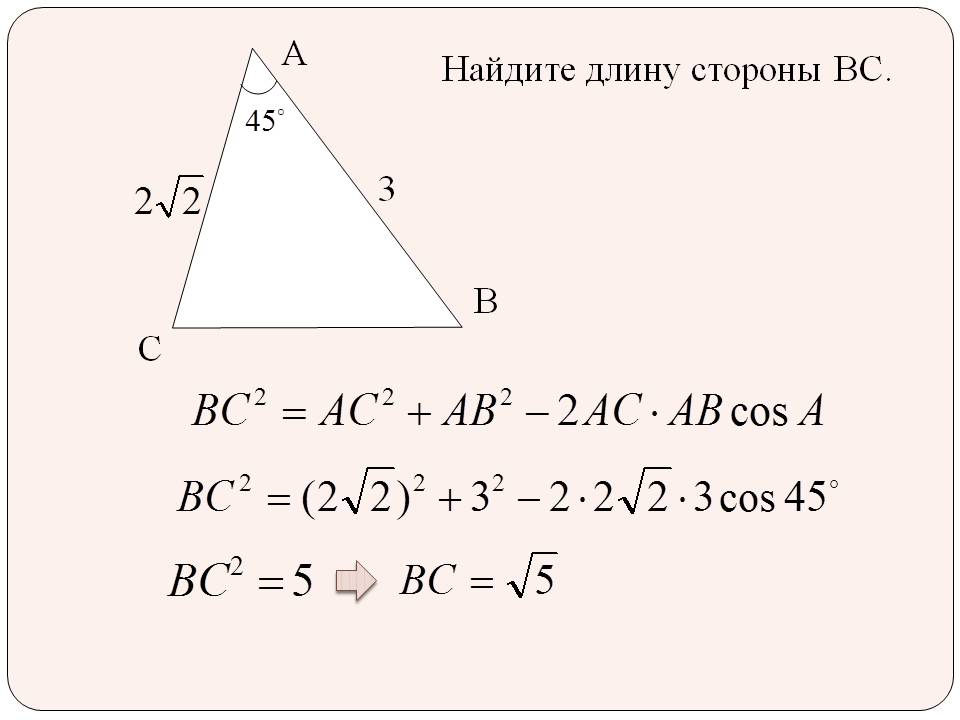 A
Найдите длину стороны BC.
45°
2√2
3
B
C
BC² = AC² + AB² − 2AC · AB cos A
BC² = (2√2)² + 3² − 2 · 2√2 · 3 cos 45°
BC² = 5 ⇒ BC = √5